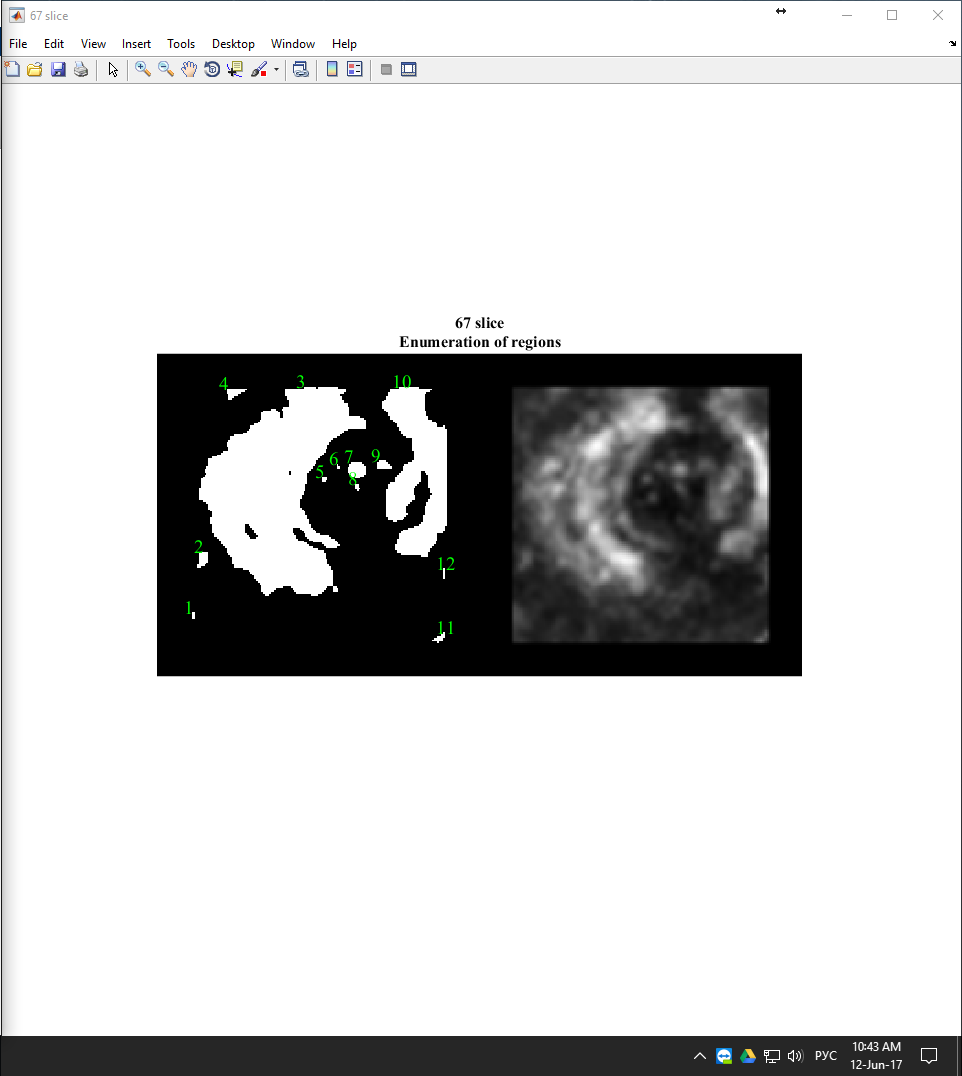 67 slice
File Edit View Insert Tools Desktop Window Help
67 slice
Enumeration of regions
4 3 10
6 7 9
5 8
2
12
1
11
РУС
10:43 AM
12-Jun-17